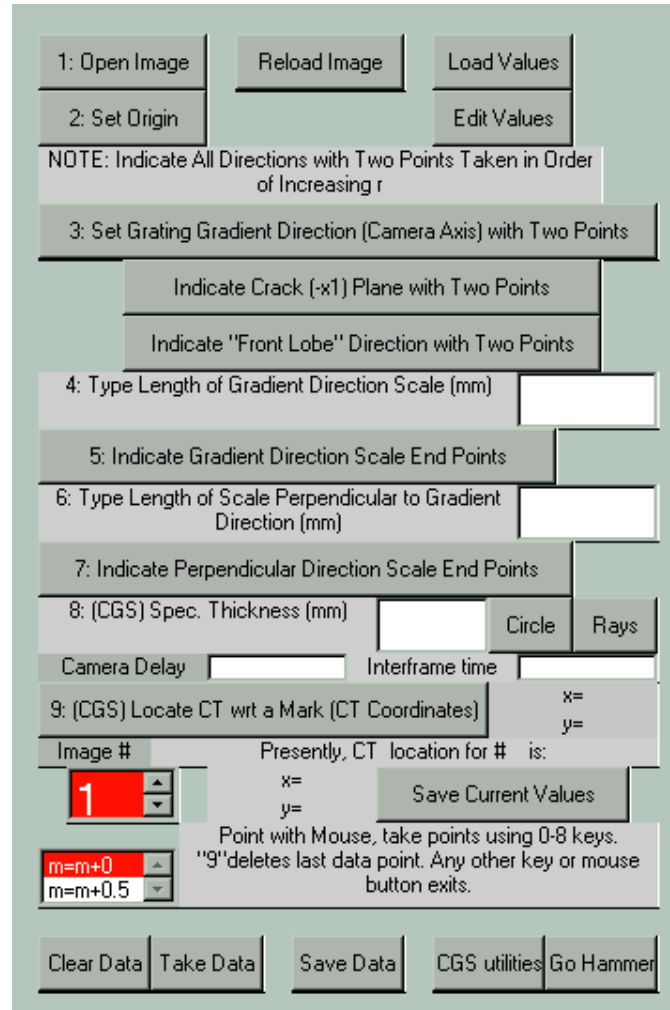 1: Open Image
Reload Image
Load Values
2: Set Origin
Edit Values
NOTE: Indicate All Directions with Two Points Taken in Order
of Increasing r
3: Set Grating Gradient Direction (Camera Axis) with Two Points
Indicate Crack (-x1) Plane with Two Points
Indicate "Front Lobe" Direction with Two Points
4: Type Length of Gradient Direction Scale (mm)
5: Indicate Gradient Direction Scale End Points
6: Type Length of Scale Perpendicular to Gradient
Direction (mm)
7: Indicate Perpendicular Direction Scale End Points
8: (CGS) Spec. Thickness (mm)
Circle
Rays
Camera Delay
Interframe time
9: (CGS) Locate CT wrt a Mark (CT Coordinates)
x=
y=
Image #
Presently, CT location for # is:
1
x=
y=
Save Current Values
Point with Mouse, take points using 0-8 keys.
"9"deletes last data point. Any other key or mouse
button exits.
m=m+0
m=m+0.5
Clear Data
Take Data
Save Data
CGS utilities
Go Hammer